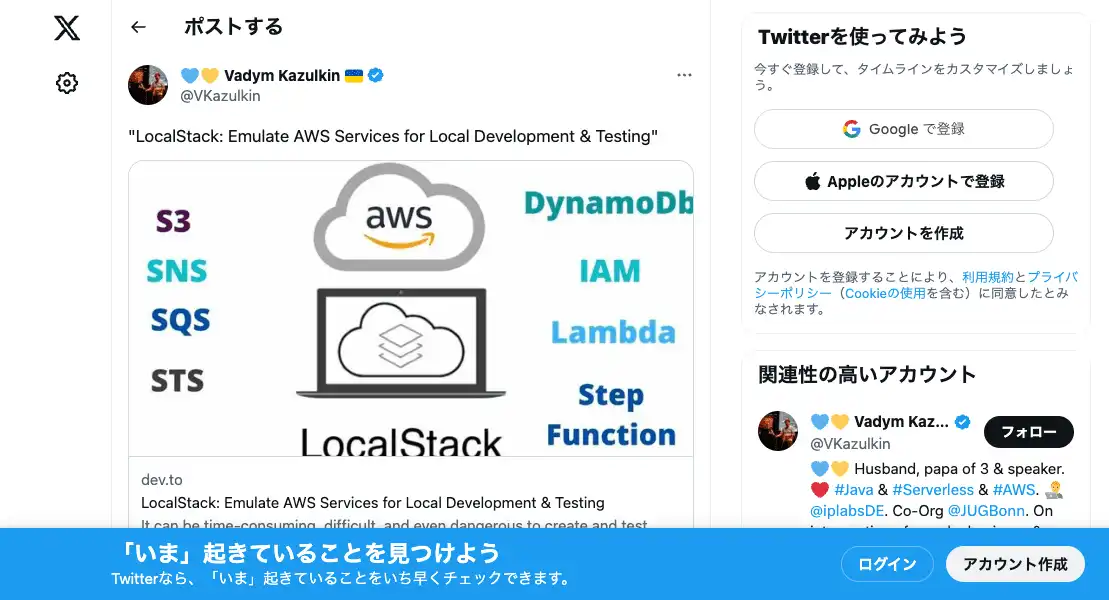 ポストする
💙💛 Vadym Kazulkin 🇺🇦
@VKazulkin
"LocalStack: Emulate AWS Services for Local Development & Testing"
S3
SNS
SQS
STS
aws
LocalStack
DynamoDb
IAM
Lambda
Step
Function
dev.to
LocalStack: Emulate AWS Services for Local Development & Testing
It can be time-consuming, difficult, and even dangerous to create and test
Twitterを使ってみよう
今すぐ登録して、タイムラインをカスタマイズしましょ
う。
Google で登録
Appleのアカウントで登録
アカウントを作成
アカウントを登録することにより、利用規約とプライバ
シーポリシー（Cookieの使用を含む）に同意したとみ
なされます。
関連性の高いアカウント
💙💛 Vadym Kaz...
@VKazulkin
フォロー
💙💛 Husband, papa of 3 & speaker.
❤️ #Java & #Serverless & #AWS. 👨‍💻
@iplabsDE. Co-Org @JUGBonn. On
「いま」起きていることを見つけよう
Twitterなら、「いま」起きていることをいち早くチェックできます。
ログイン
アカウント作成